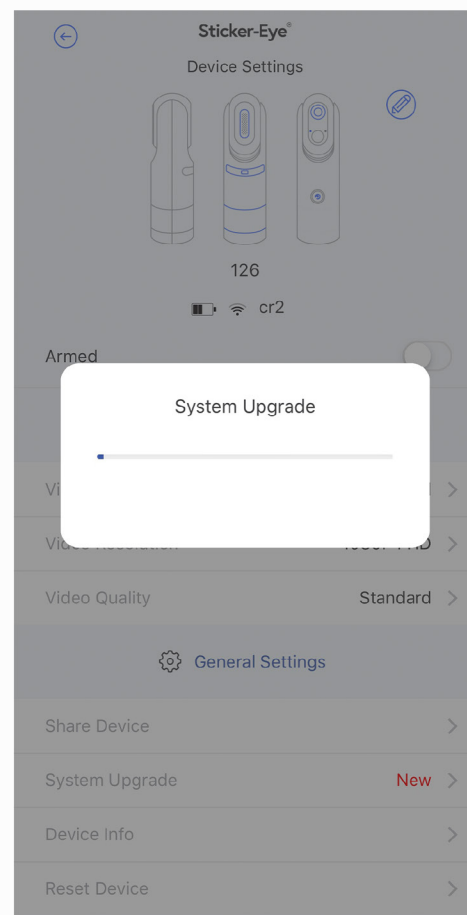 Sticker-Eye®
Device Settings
126
cr2
Armed
System Upgrade
Video Quality Standard
General Settings
Share Device
System Upgrade New
Device Info
Reset Device